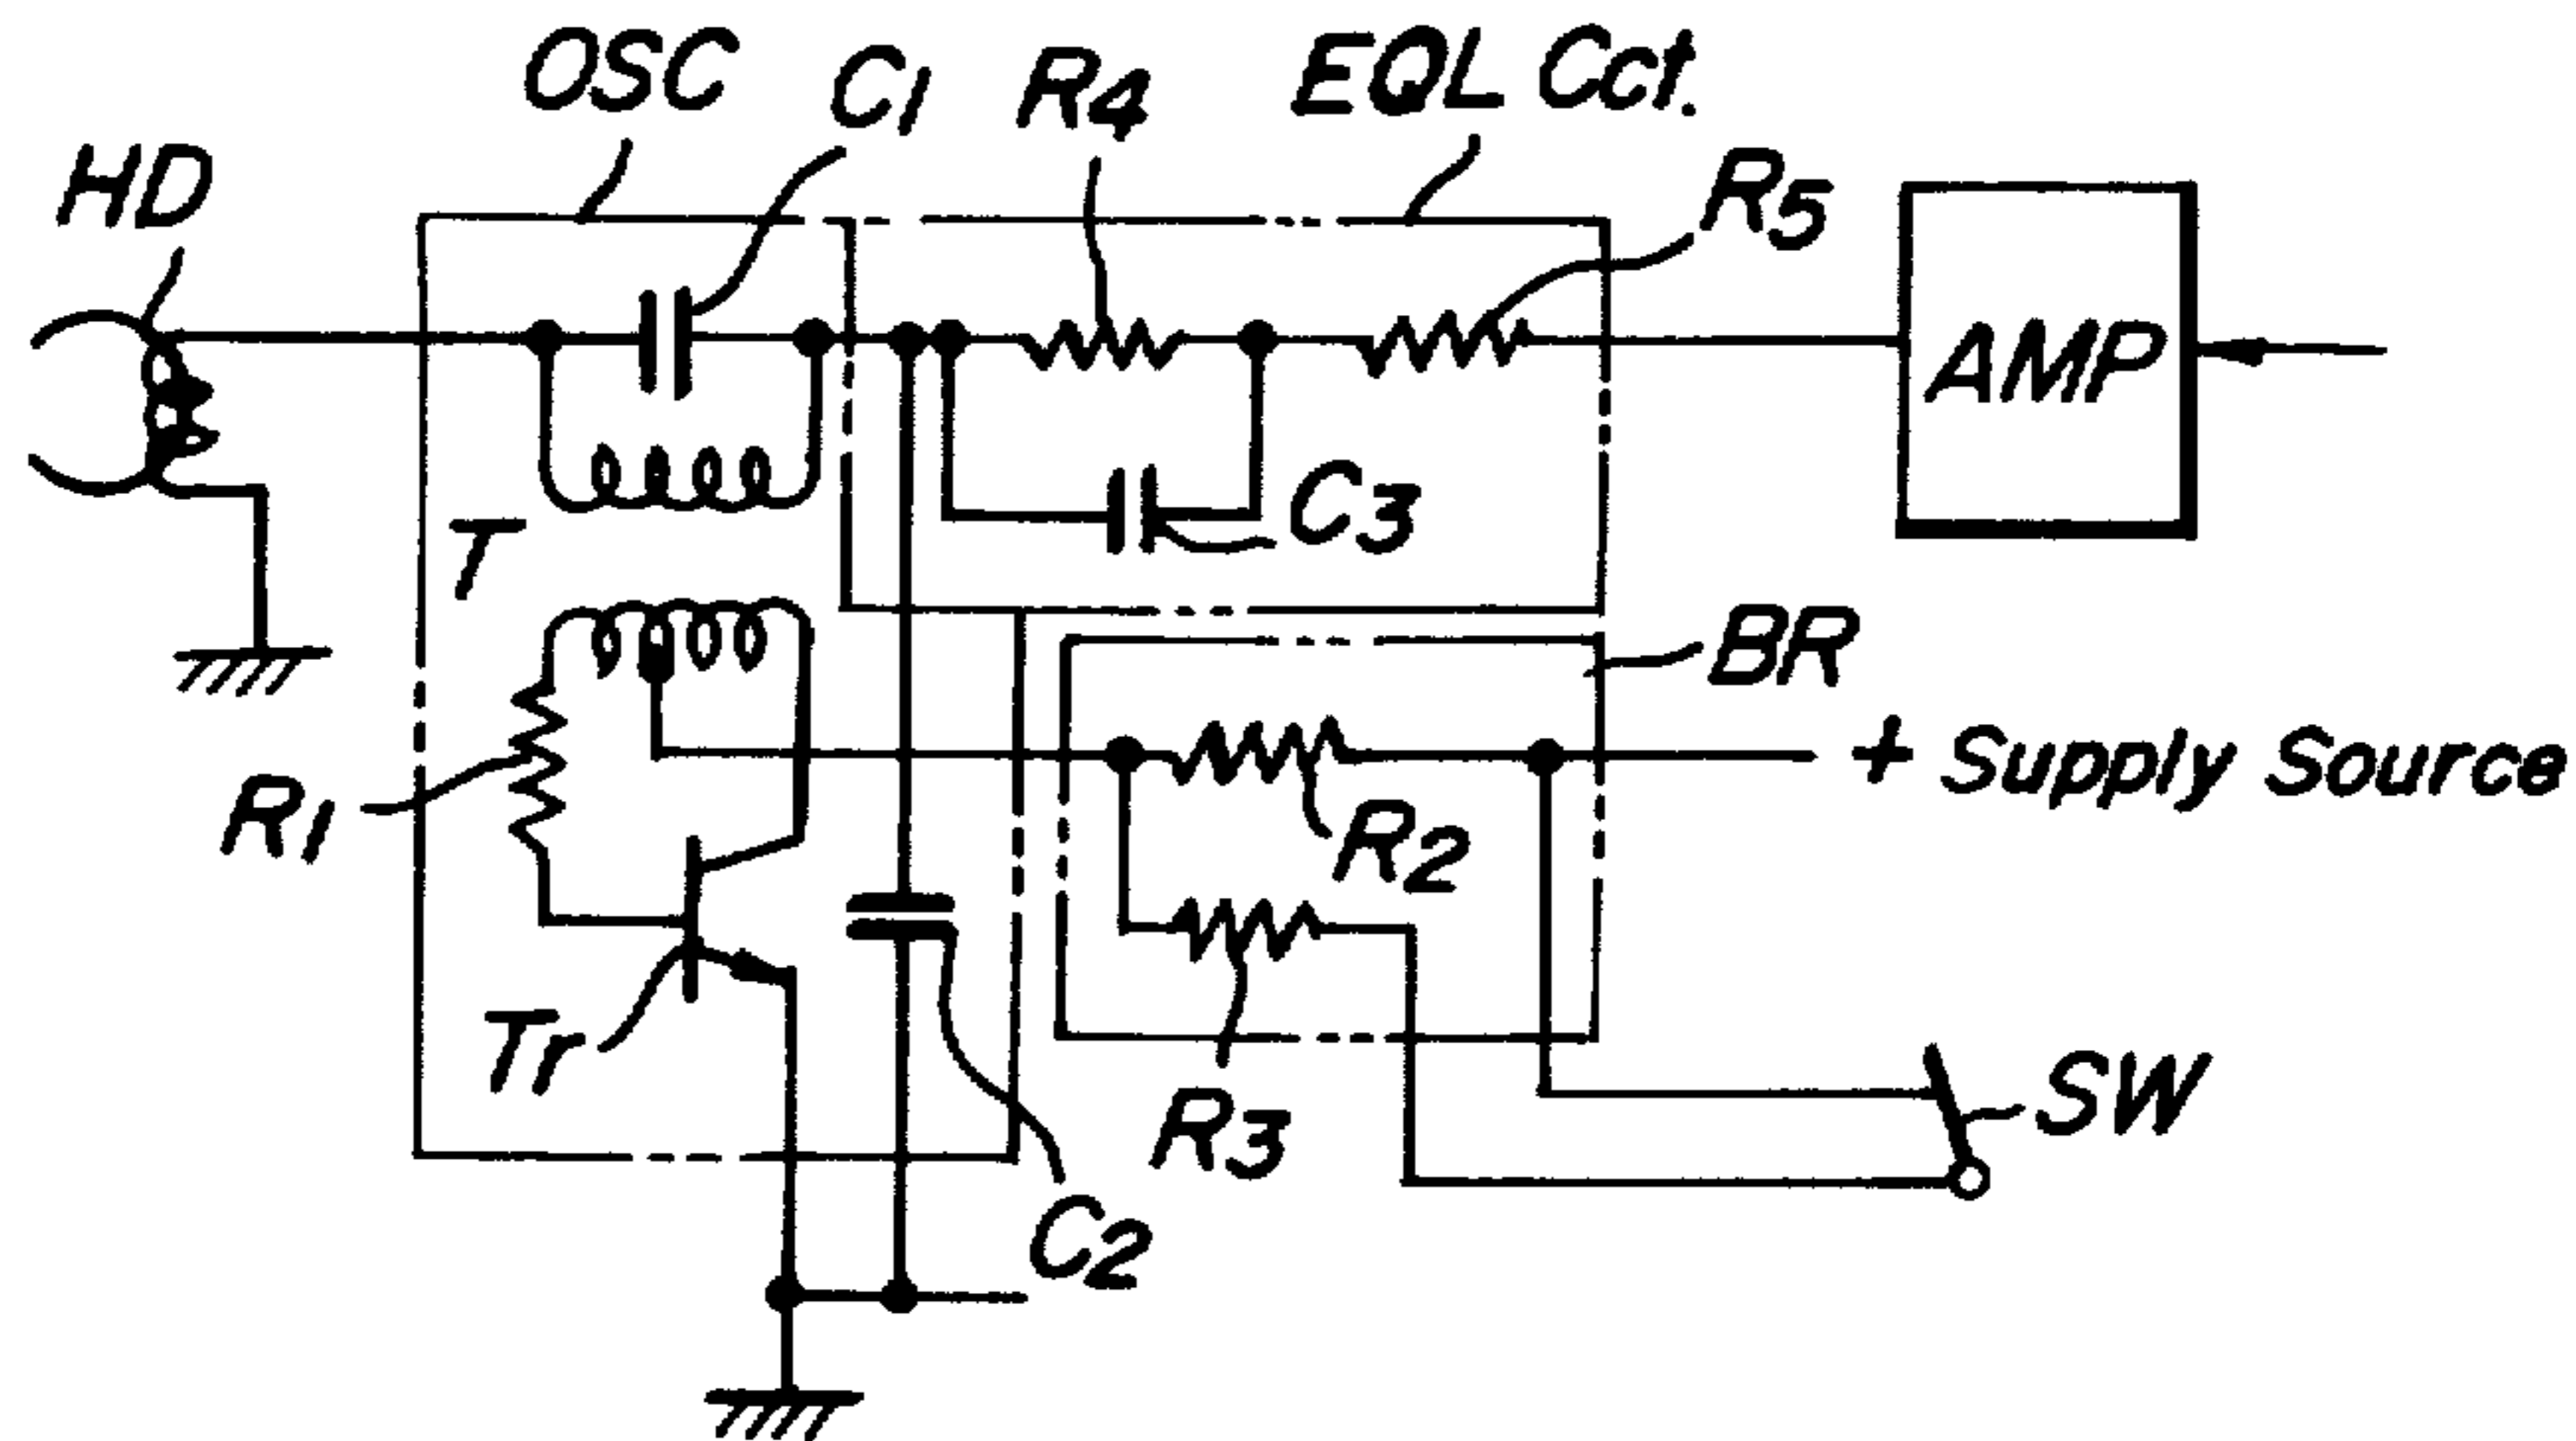 OSC
C1
R4
EQL Cct.
HD
R5
AMP
C3
T
BR
+ Supply Source
R1
R2
Tr
R3
SW
C2